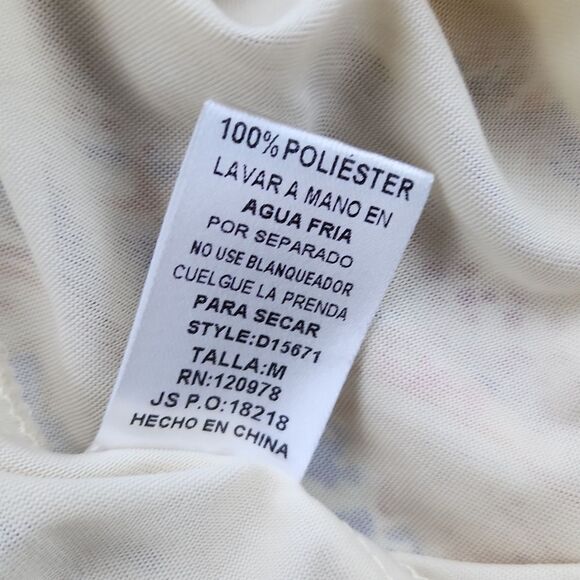 100% POLIÉSTER
LAVAR A MANO EN
AGUA FRIA
POR SEPARADO
NO USE BLANQUEADOR
CUELGUE LA PRENDA
PARA SECAR
STYLE:D15671
TALLA:M
RN:120978
JS P.O:18218
HECHO EN CHINA